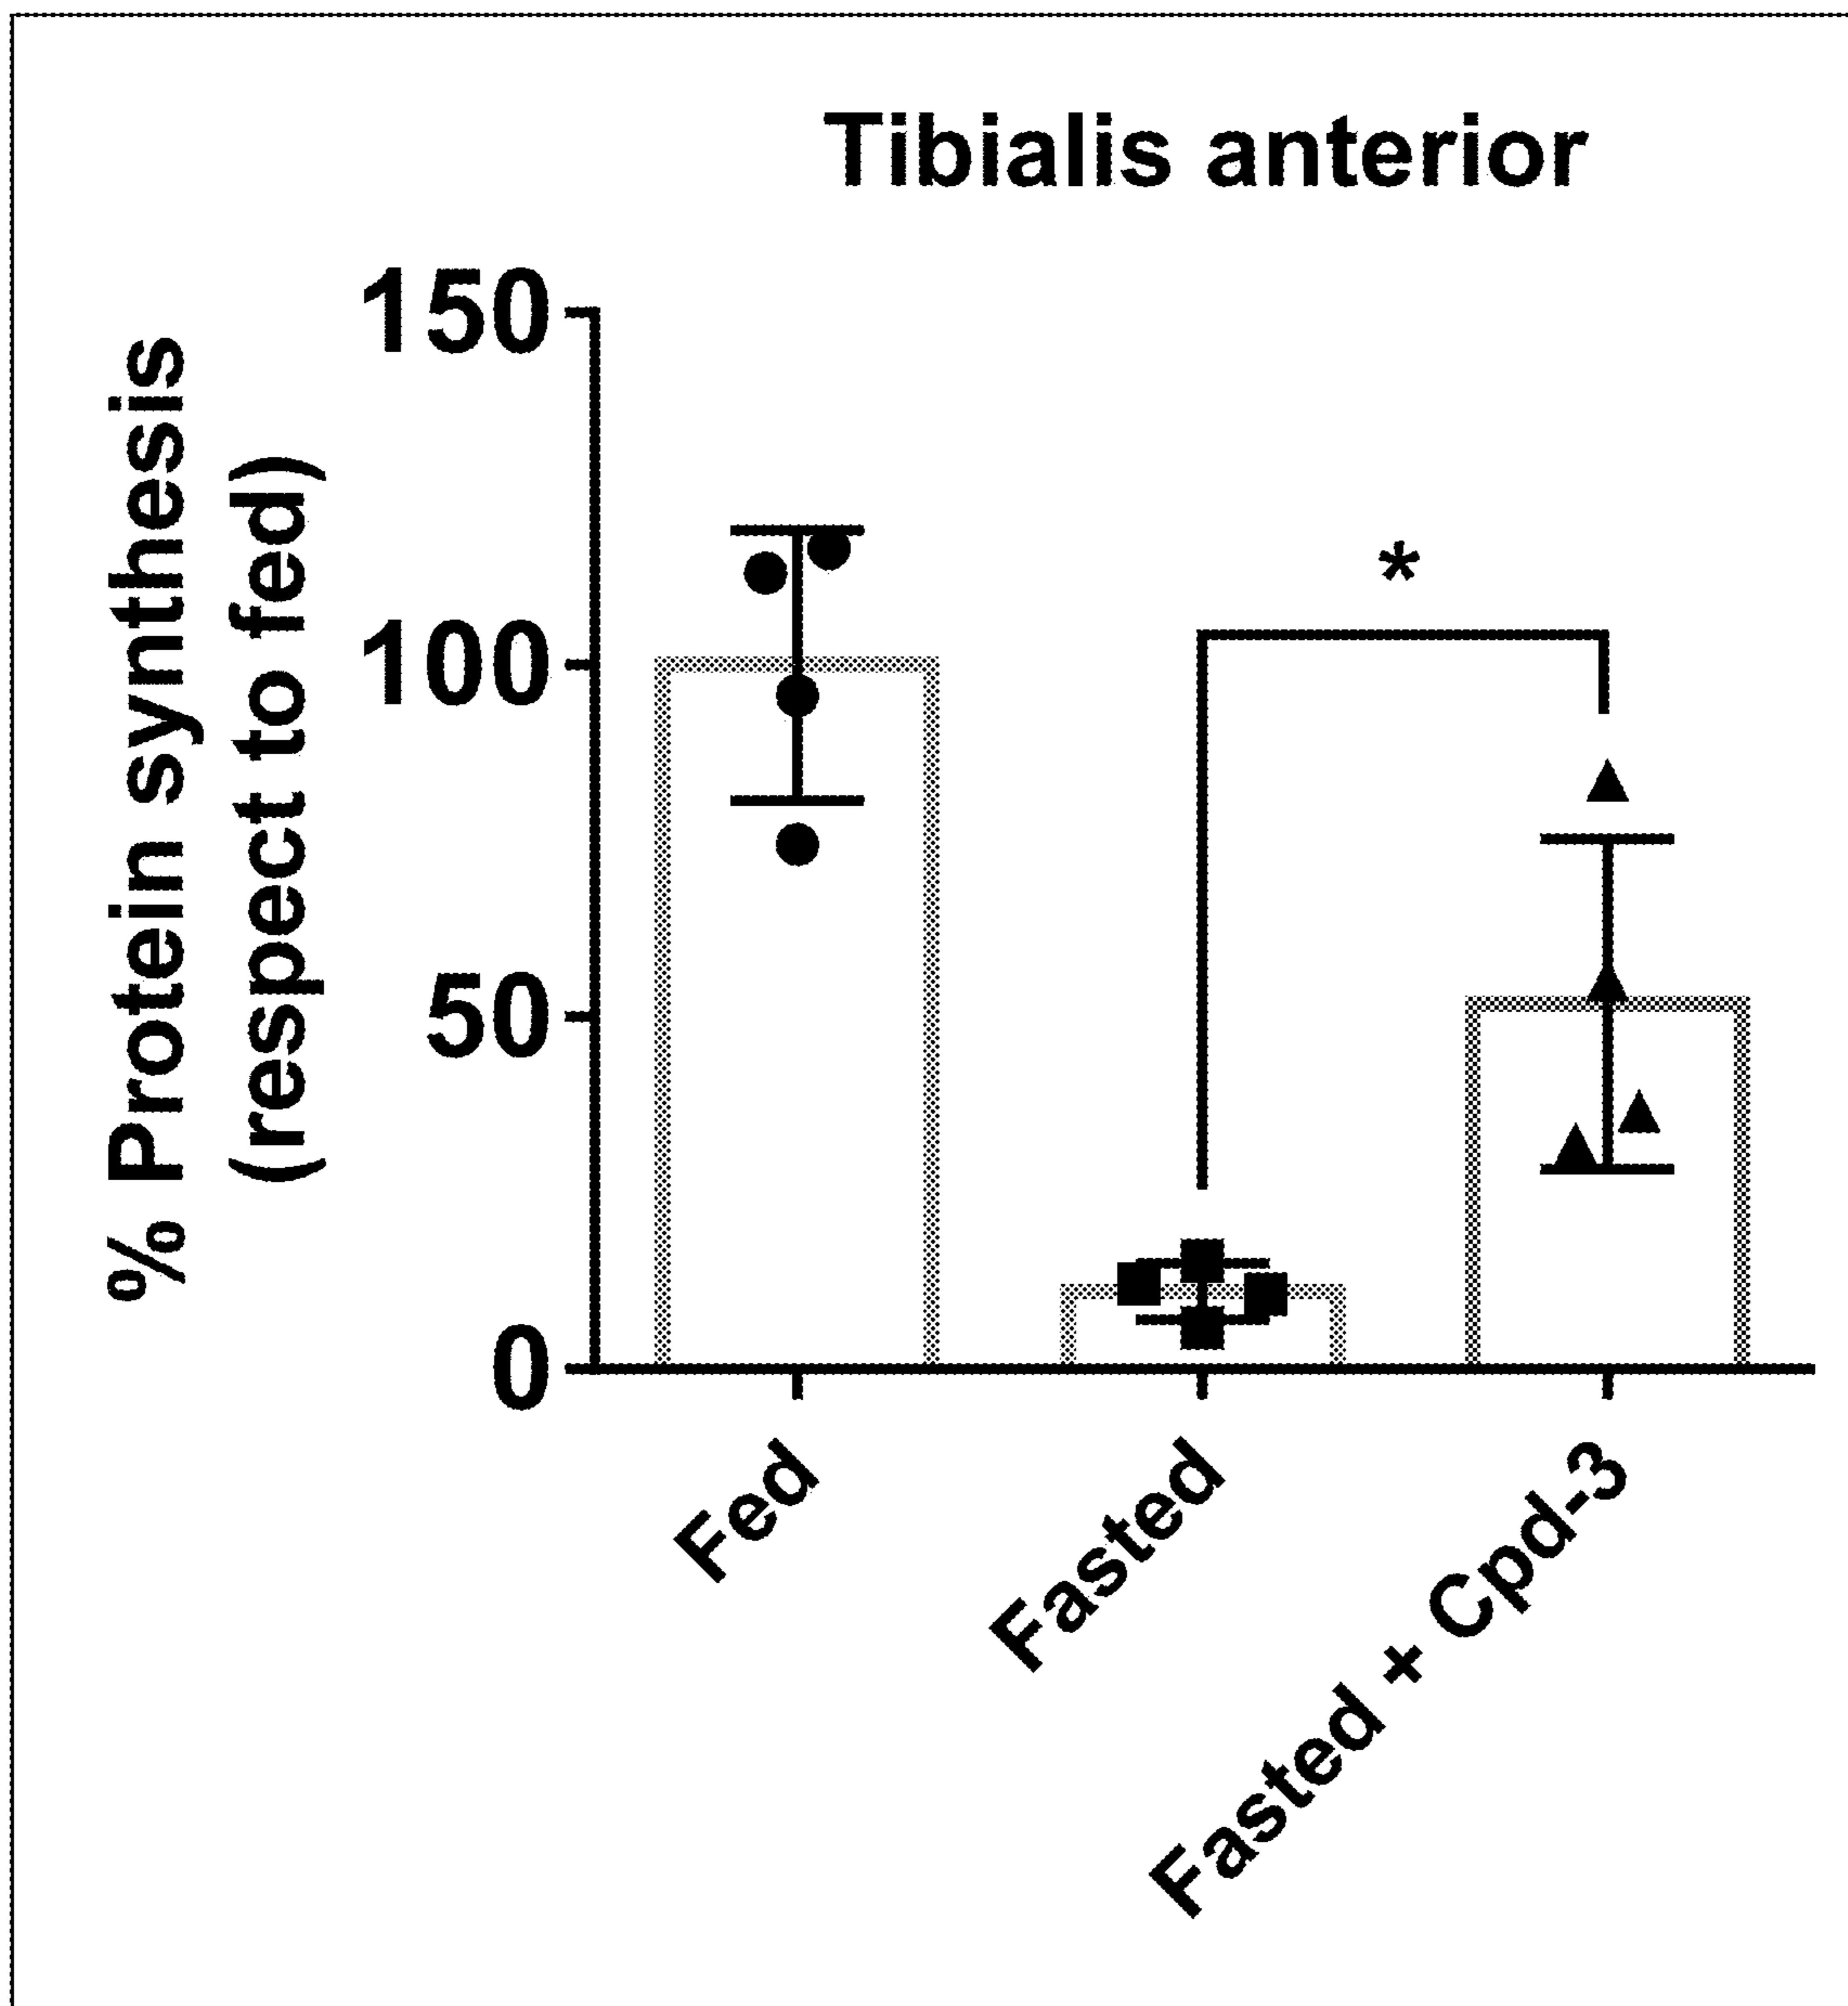 Tibialis anterior
% Protein synthesis
(respect to fed)
150
100
50
0
*
Fed
Fasted
Fasted + Cpd-3